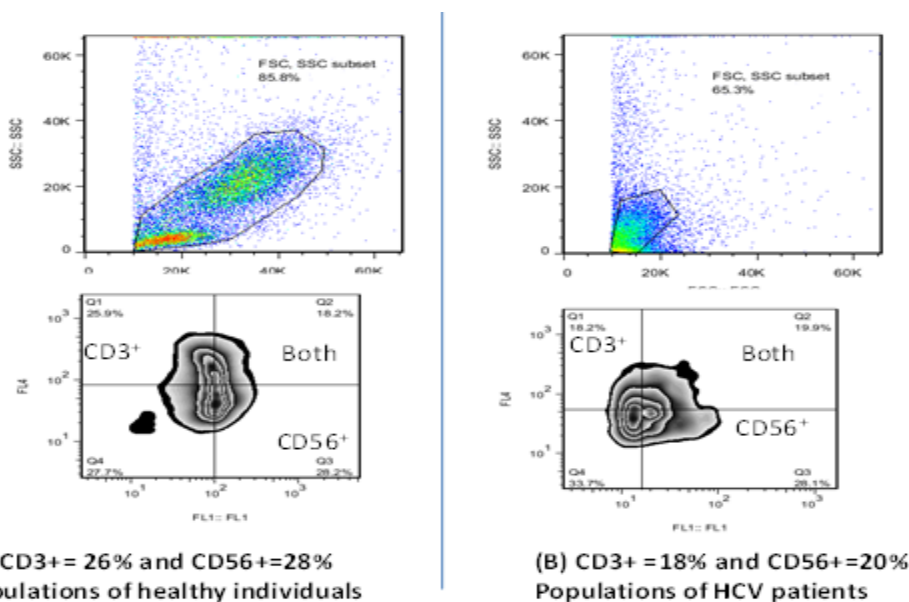 60K
FSC, SSC subset
85.8%
40K
SSC:: SSC
20K
0
0 20K 40K 60K
Q1
25.9%
Q2
18.2%
10³
CD3⁺
Both
FL4
10²
CD56⁺
10¹
Q4
27.7%
Q3
28.2%
10¹ 10² 10³
FL1:: FL1
CD3+= 26% and CD56+=28%
pulations of healthy individuals
60K
FSC, SSC subset
65.3%
40K
SSC:: SSC
20K
0
0 20K 40K 60K
Q1
18.2%
Q2
19.9%
10³
CD3⁺
Both
FL4
10²
CD56⁺
10¹
Q4
33.7%
Q3
28.1%
10¹ 10² 10³
FL1:: FL1
(B) CD3+ =18% and CD56+=20%
Populations of HCV patients